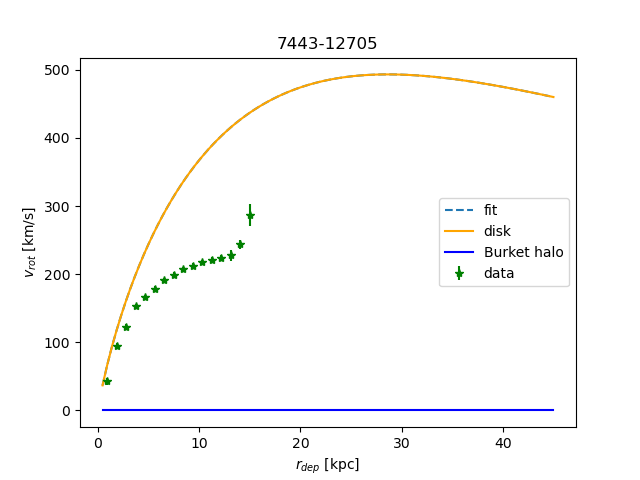 7443-12705
500
400
300
200
100
0
v_rot [km/s]
fit
disk
Burket halo
data
0
10
20
30
40
r_dep [kpc]